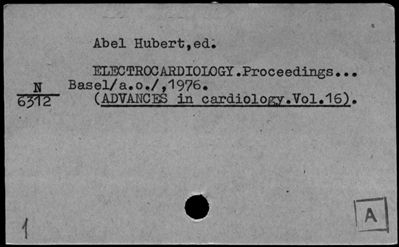 Abel Hubert,ed.
ELECTROCARDIOLOGY.Proceedings...
N
6312
Basel/a.o./,1976.
(ADVANCES in cardiology.Vol.16).
1
A